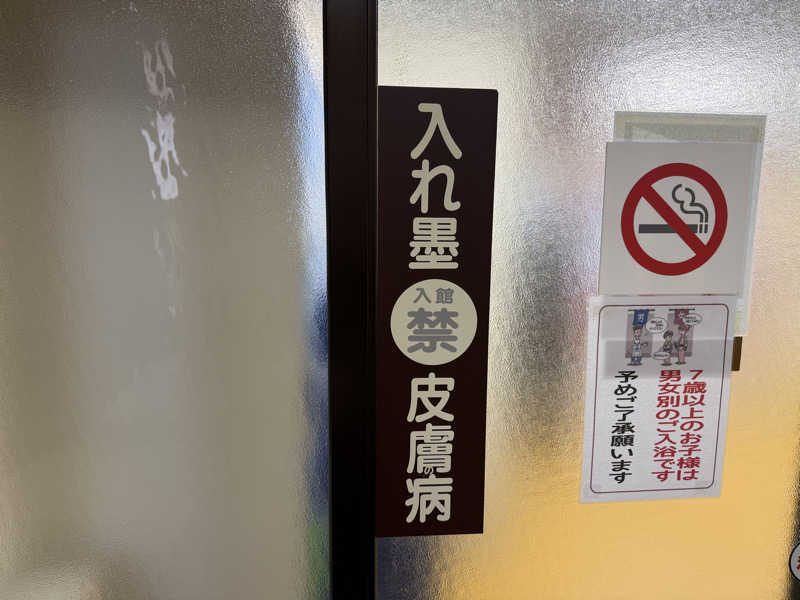 入れ墨
入館
禁
皮膚の病
7歳以上のお子様は
男女別のご入浴です
予めご了承願います